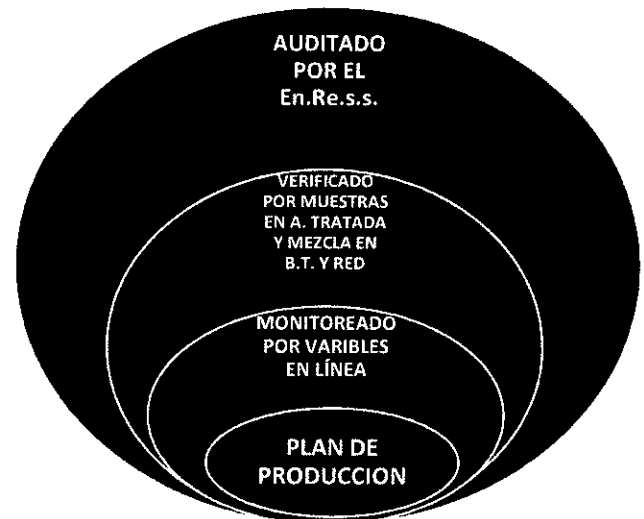 AUDITADO
POR EL
En.Re.s.s.
VERIFICADO
POR MUESTRAS
EN A. TRATADA
Y MEZCLA EN
B.T. Y RED
MONITOREADO
POR VARIBLES
EN LÍNEA
PLAN DE
PRODUCCION